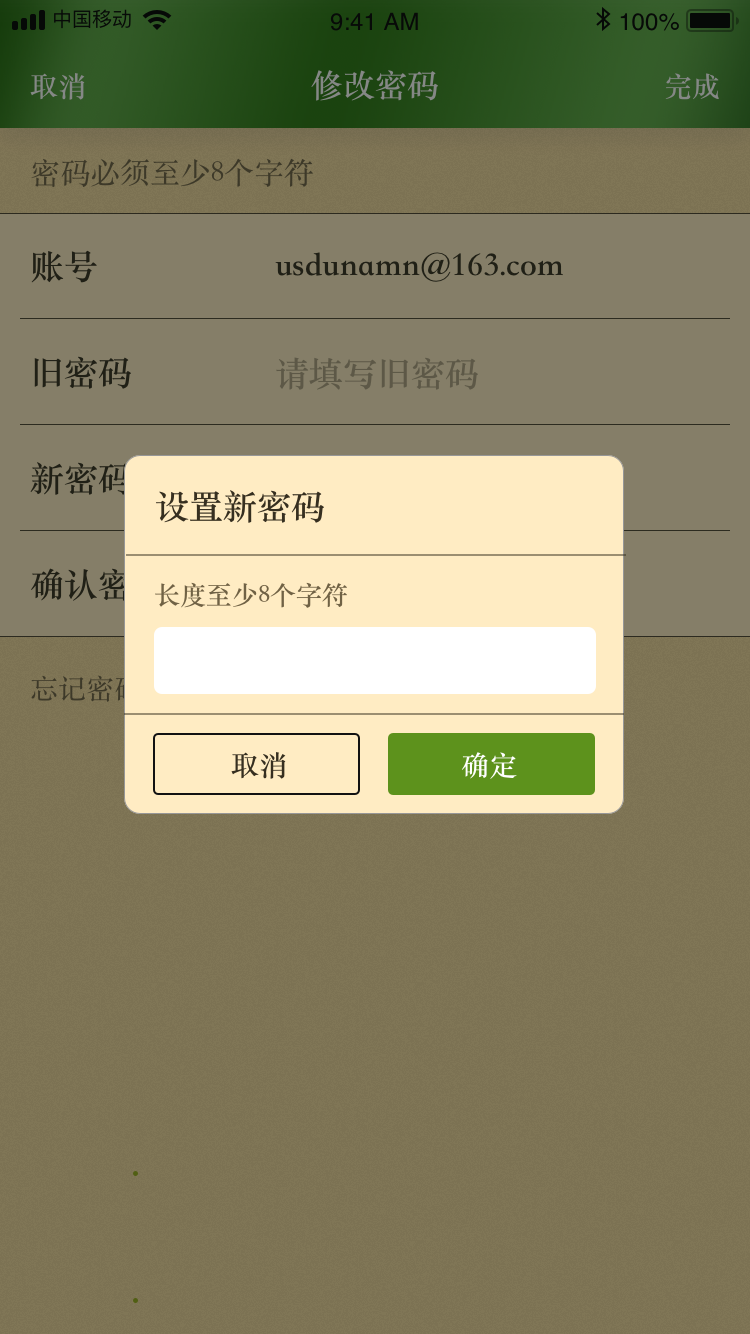 中国移动 9:41 AM 100%
取消 修改密码 完成
密码必须至少8个字符
账号 usdunamn@163.com
旧密码 请填写旧密码
新密码
设置新密码
确认密
长度至少8个字符
忘记密码
取消 确定